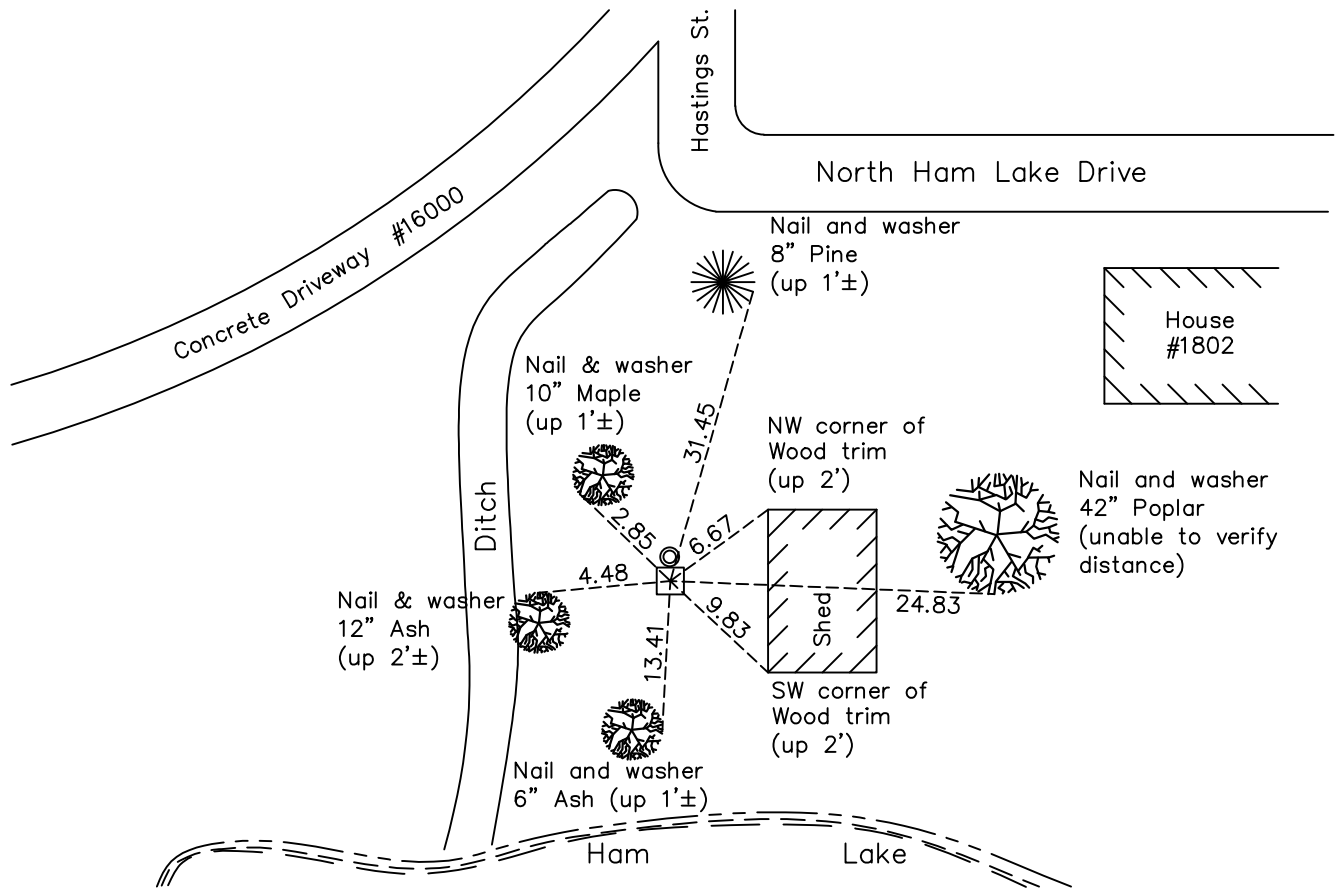 Hastings St.
North Ham Lake Drive
Concrete Driveway #16000
Nail and washer
8" Pine
(up 1'±)
House
#1802
Nail & washer
10" Maple
(up 1'±)
31.45
NW corner of
Wood trim
(up 2')
Nail and washer
42" Poplar
(unable to verify
distance)
Ditch
2.85
6.67
4.48
Nail & washer
12" Ash
(up 2'±)
9.83
Shed
24.83
13.41
SW corner of
Wood trim
(up 2')
Nail and washer
6" Ash (up 1'±)
Ham Lake